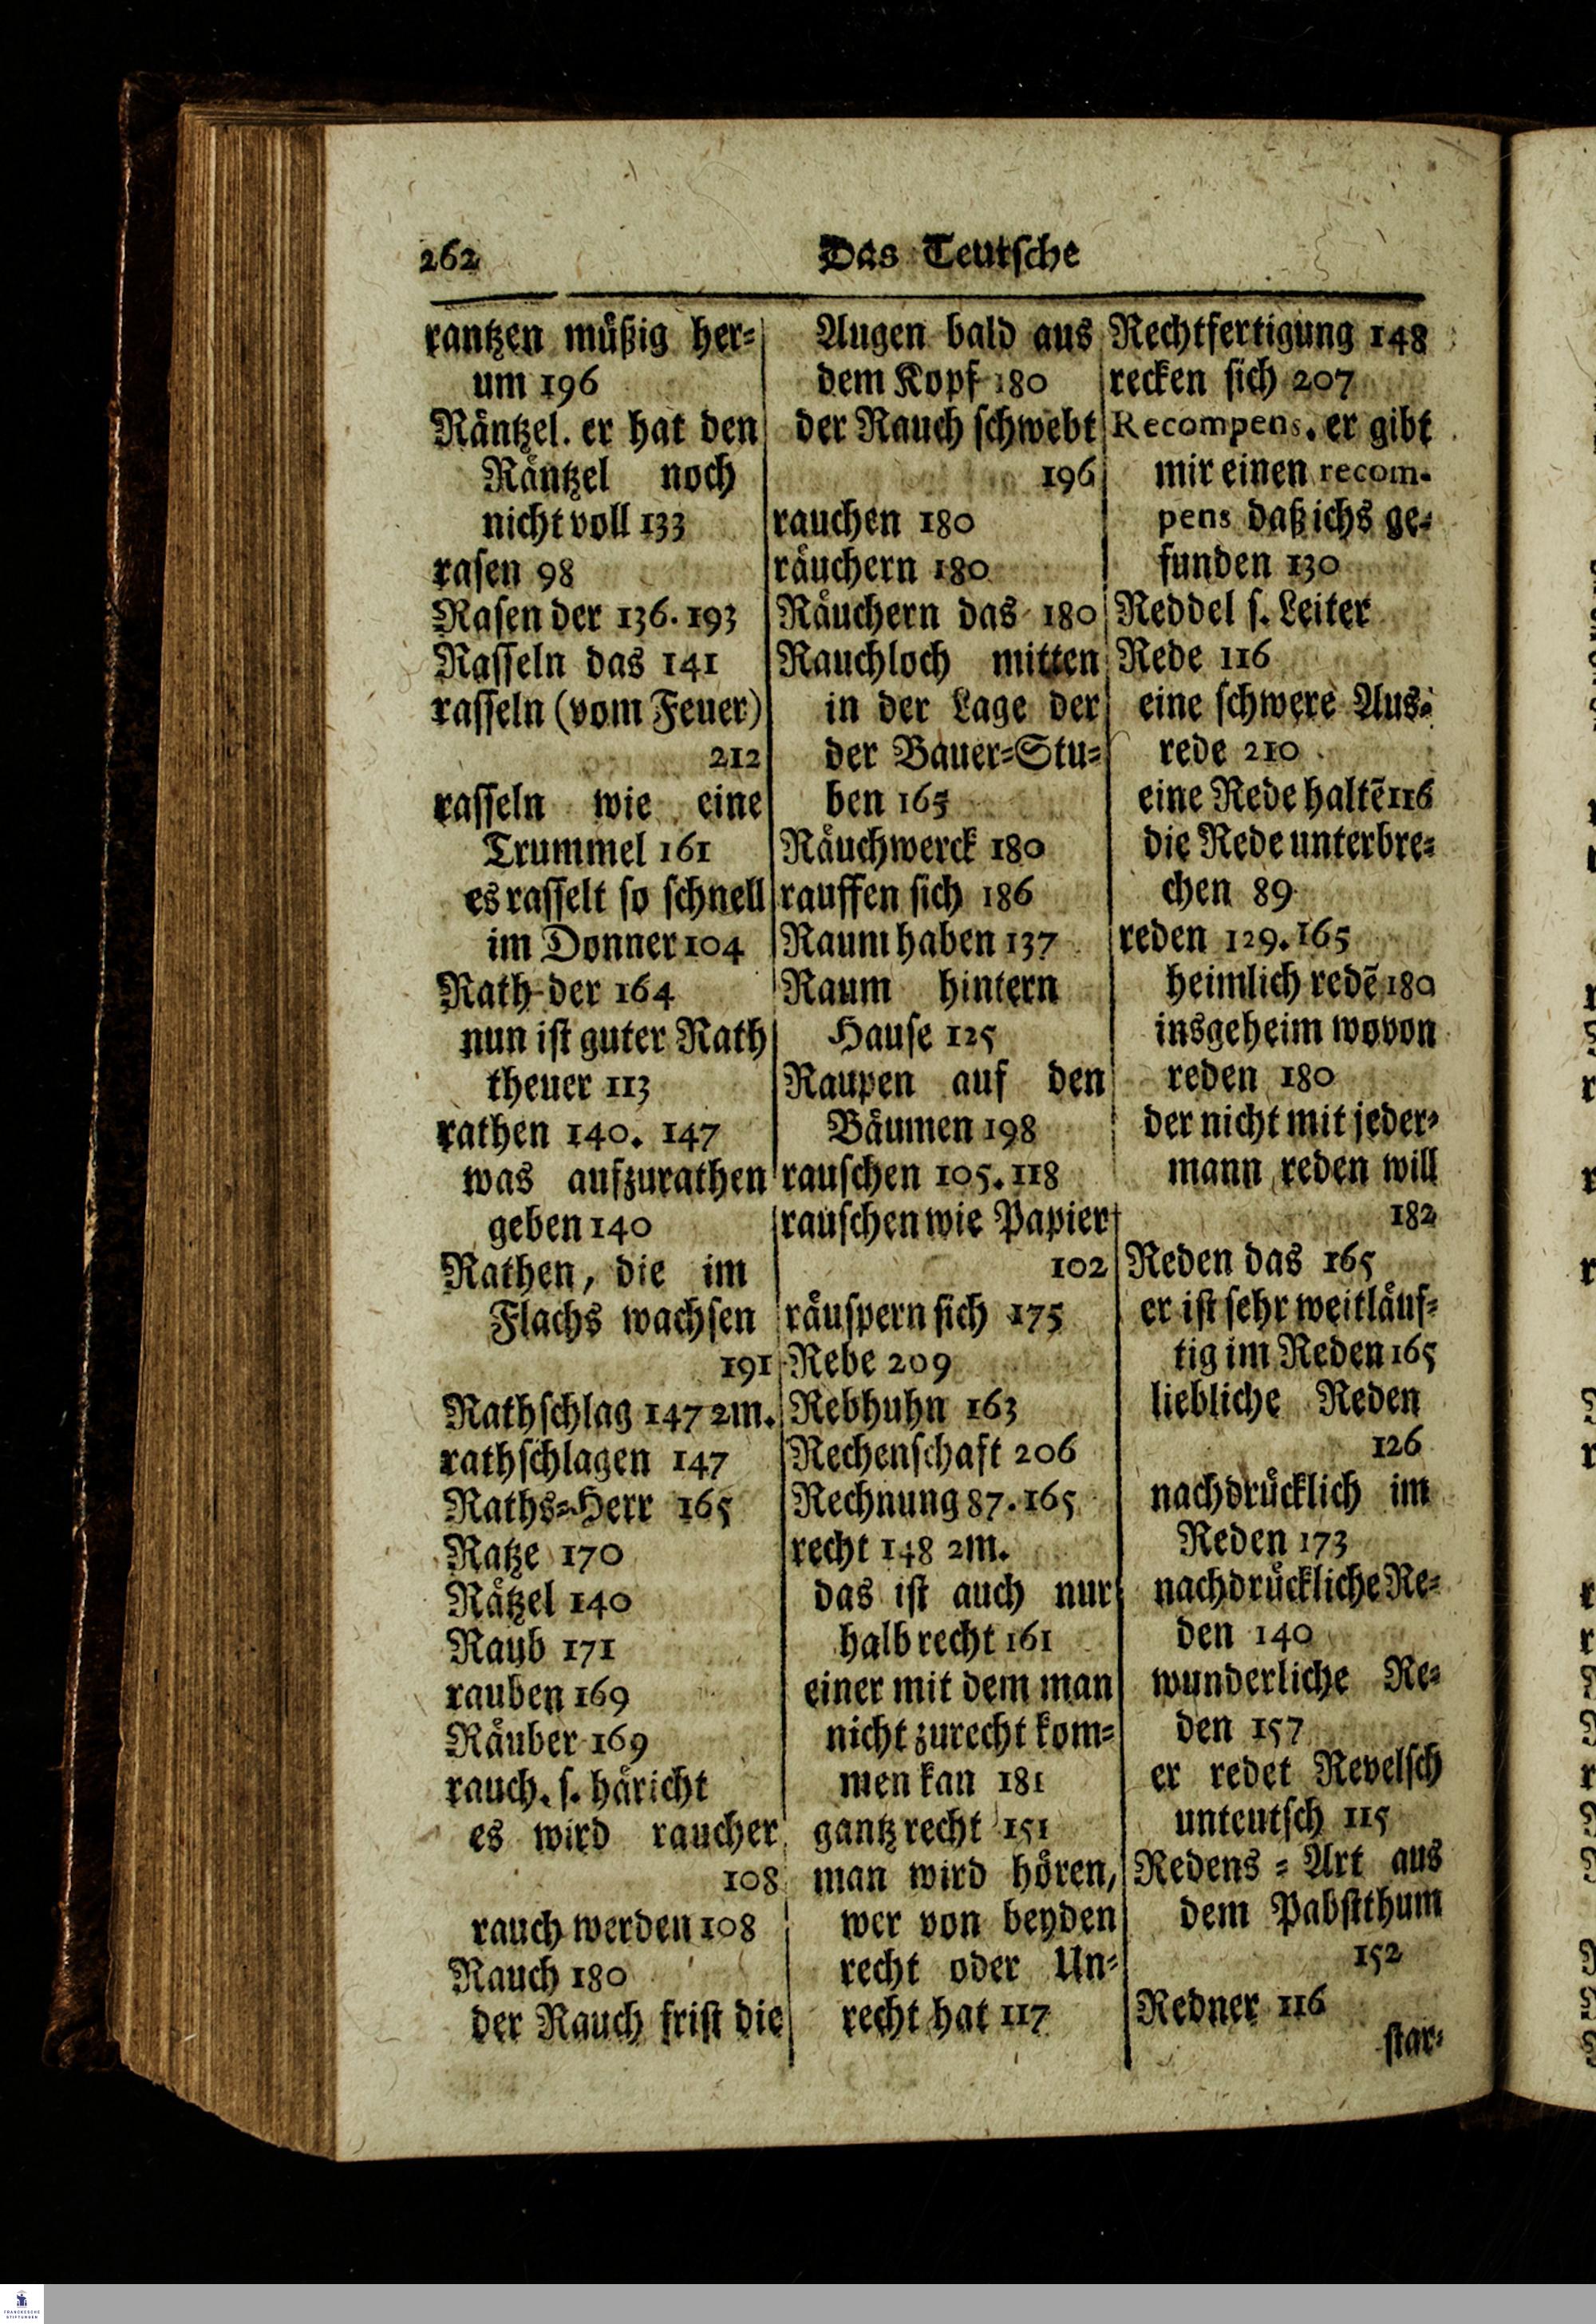 262
Das Teutsche
rantzen müßig her=
um 196
Räntzel. er hat den
Räntzel noch
nicht voll 133
rasen 98
Rasen der 136. 193
Rasseln das 141
rasseln (vom Feuer)
212
rasseln wie eine
Trummel 161
es rasselt so schnell
im Donner 104
Rath der 164
nun ist guter Rath
theuer 113
rathen 140. 147
was aufzurathen
geben 140
Rathen, die im
Flachs wachsen
191
Rathschlag 147 2m.
rathschlagen 147
Raths=Herr 165
Ratze 170
Rätzel 140
Raub 171
rauben 169
Räuber 169
rauch. s. häricht
es wird raucher
108
rauch werden 108
Rauch 180
der Rauch frist die
Augen bald aus
dem Kopf 180
der Rauch schwebt
196
rauchen 180
räuchern 180
Räuchern das 180
Rauchloch mitten
in der Lage der
der Bauer=Stu=
ben 165
Räuchwerck 180
rauffen sich 186
Raum haben 137
Raum hintern
Hause 125
Raupen auf den
Bäumen 198
rauschen 105. 118
rauschen wie Papier
102
räuspern sich 175
Rebe 209
Rebhuhn 163
Rechenschaft 206
Rechnung 87. 165
recht 148 2m.
das ist auch nur
halb recht 161
einer mit dem man
nicht zurecht kom=
men kan 181
gantz recht 151
man wird hören,
wer von beyden
recht oder Un=
recht hat 117
Rechtfertigung 148
recken sich 207
Recompens. er gibt
mir einen recom-
pens daß ichs ge=
funden 130
Reddel s. Leiter
Rede 116
eine schwere Aus=
rede 210
eine Rede haltẽ 116
die Rede unterbre=
chen 89
reden 129. 165
heimlich redẽ 180
insgeheim wovon
reden 180
der nicht mit jeder=
mann reden will
182
Reden das 165
er ist sehr weitläuf=
tig im Reden 165
liebliche Reden
126
nachdrücklich im
Reden 173
nachdrückliche Re=
den 140
wunderliche Re=
den 157
er redet Revelsch
unteutsch 115
Redens = Art aus
dem Pabstthum
152
Redner 116
star=
FRANCKESCHE
STIFTUNGEN